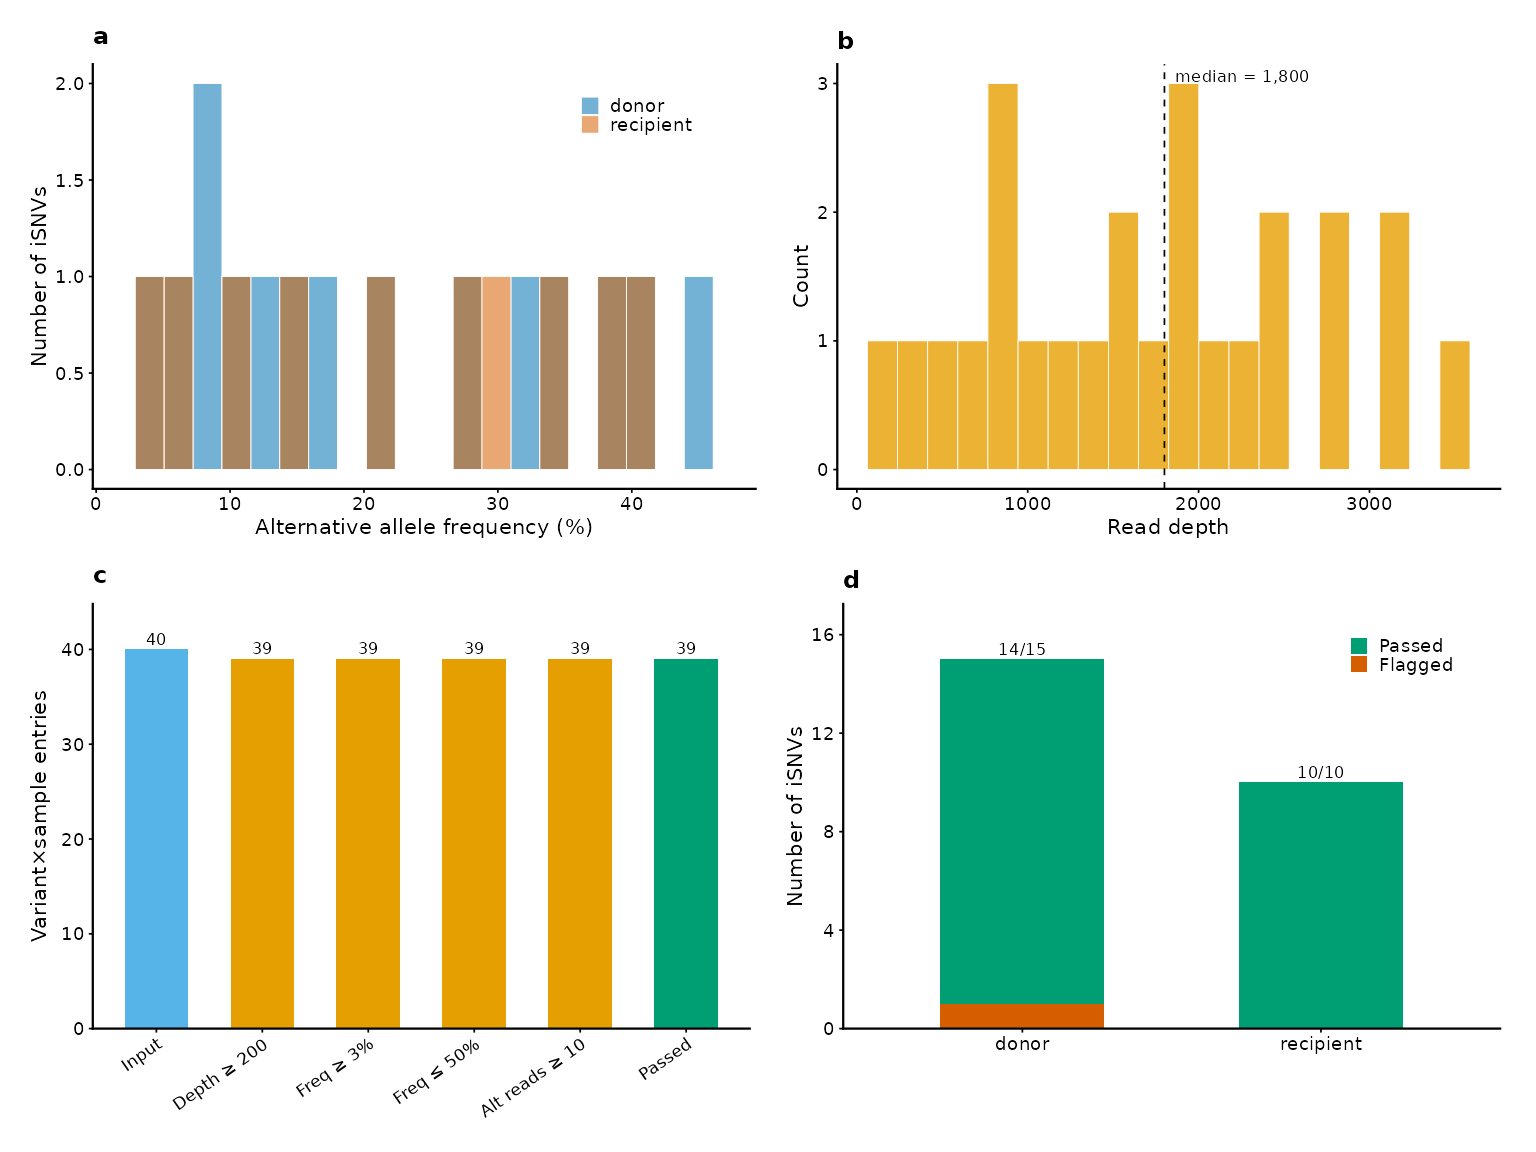 a
2.0
1.5
1.0
0.5
0.0
Number of iSNVs
donor
recipient
0 10 20 30 40
Alternative allele frequency (%)
b
3
2
1
0
Count
median = 1,800
0 1000 2000 3000
Read depth
c
40
30
20
10
0
Variant×sample entries
40 39 39 39 39 39
Input
Depth ≥ 200
Freq ≥ 3%
Freq ≤ 50%
Alt reads ≥ 10
Passed
d
16
12
8
4
0
Number of iSNVs
14/15
10/10
Passed
Flagged
donor recipient